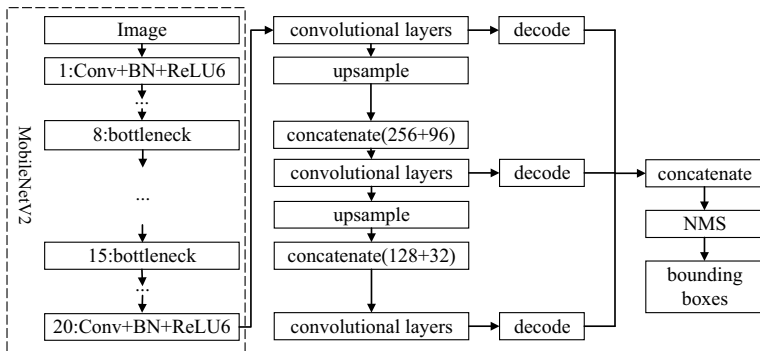 Image
1:Conv+BN+ReLU6
...
8:bottleneck
...
15:bottleneck
...
20:Conv+BN+ReLU6
MobileNetV2
convolutional layers
decode
upsample
concatenate(256+96)
convolutional layers
decode
upsample
concatenate(128+32)
convolutional layers
decode
concatenate
NMS
bounding
boxes